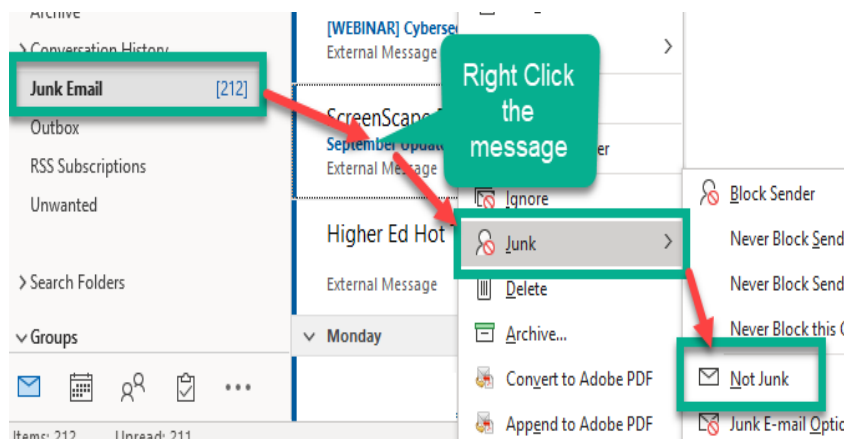 Archive
Conversation History
Junk Email [212]
Outbox
RSS Subscriptions
Unwanted
Search Folders
Groups
Items: 212 Unread: 211
[WEBINAR] Cyberse
External Message
ScreenScape
September Update
External Message
Higher Ed Hot
External Message
Monday
Right Click
the
message
er
Ignore
Junk
Delete
Archive...
Convert to Adobe PDF
Append to Adobe PDF
Block Sender
Never Block Send
Never Block Send
Never Block this
Not Junk
Junk E-mail Optio